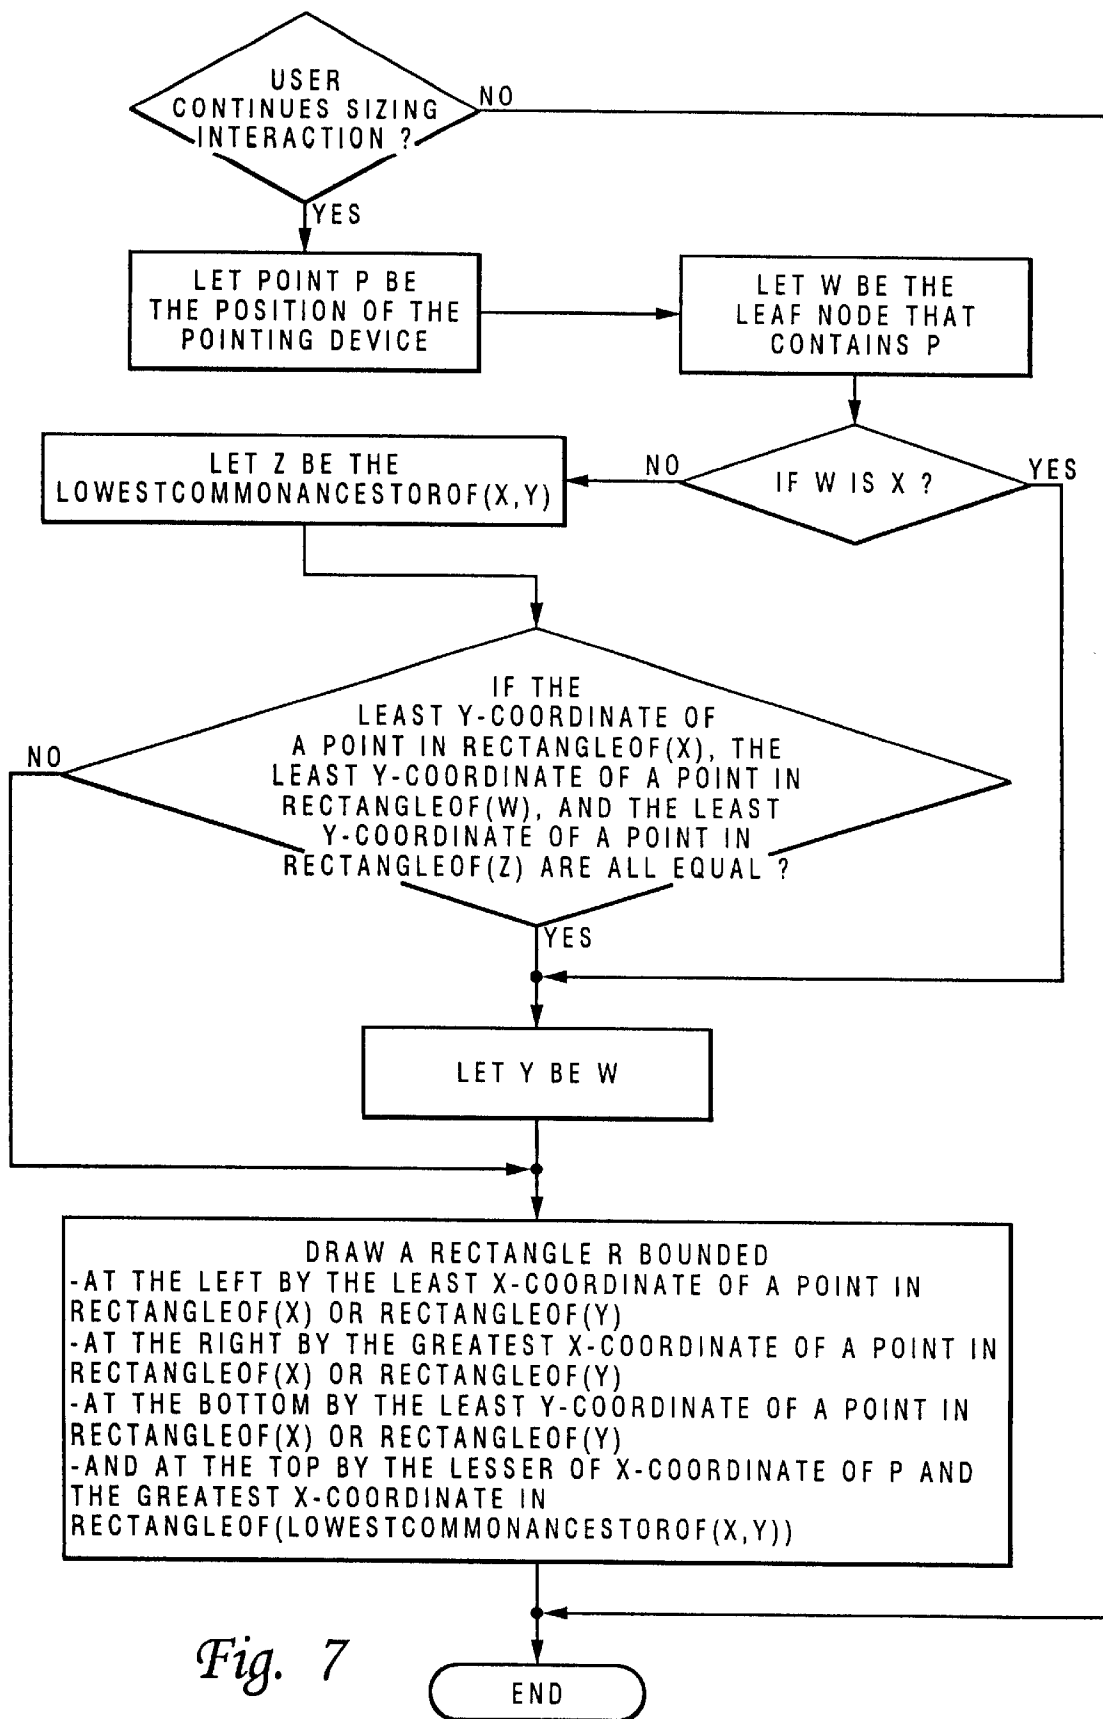 USER
CONTINUES SIZING
INTERACTION ?
NO
YES
LET POINT P BE
THE POSITION OF THE
POINTING DEVICE
LET W BE THE
LEAF NODE THAT
CONTAINS P
IF W IS X ?
NO
YES
LET Z BE THE
LOWESTCOMMONANCESTOROF(X,Y)
IF THE
LEAST Y-COORDINATE OF
A POINT IN RECTANGLEOF(X), THE
LEAST Y-COORDINATE OF A POINT IN
RECTANGLEOF(W), AND THE LEAST
Y-COORDINATE OF A POINT IN
RECTANGLEOF(Z) ARE ALL EQUAL ?
NO
YES
LET Y BE W
DRAW A RECTANGLE R BOUNDED
-AT THE LEFT BY THE LEAST X-COORDINATE OF A POINT IN
RECTANGLEOF(X) OR RECTANGLEOF(Y)
-AT THE RIGHT BY THE GREATEST X-COORDINATE OF A POINT IN
RECTANGLEOF(X) OR RECTANGLEOF(Y)
-AT THE BOTTOM BY THE LEAST Y-COORDINATE OF A POINT IN
RECTANGLEOF(X) OR RECTANGLEOF(Y)
-AND AT THE TOP BY THE LESSER OF X-COORDINATE OF P AND
THE GREATEST X-COORDINATE IN
RECTANGLEOF(LOWESTCOMMONANCESTOROF(X,Y))
END
Fig. 7